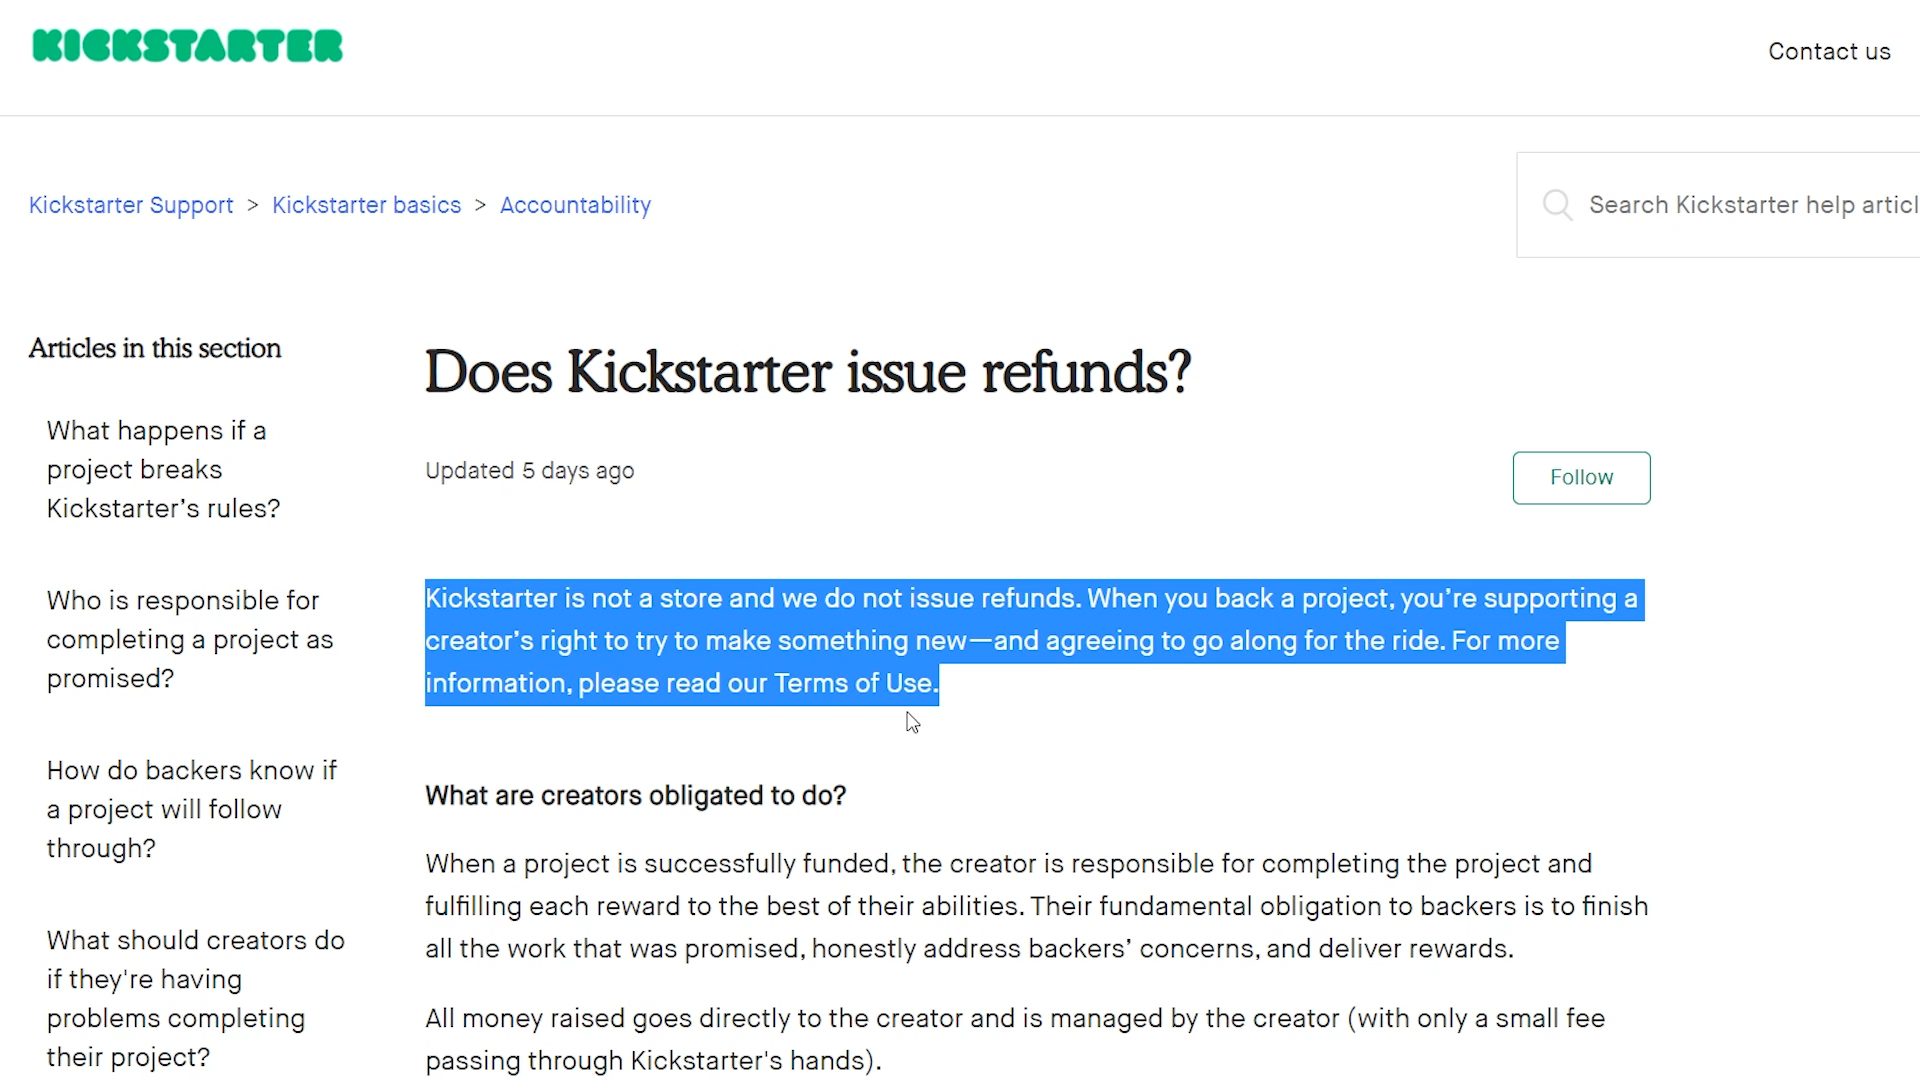 KICKSTARTER
Contact us
Kickstarter Support > Kickstarter basics > Accountability
Search Kickstarter help articl
Articles in this section
What happens if a
project breaks
Kickstarter’s rules?
Who is responsible for
completing a project as
promised?
How do backers know if
a project will follow
through?
What should creators do
if they're having
problems completing
their project?
Does Kickstarter issue refunds?
Updated 5 days ago
Follow
Kickstarter is not a store and we do not issue refunds. When you back a project, you’re supporting a
creator’s right to try to make something new—and agreeing to go along for the ride. For more
information, please read our Terms of Use.
What are creators obligated to do?
When a project is successfully funded, the creator is responsible for completing the project and
fulfilling each reward to the best of their abilities. Their fundamental obligation to backers is to finish
all the work that was promised, honestly address backers’ concerns, and deliver rewards.
All money raised goes directly to the creator and is managed by the creator (with only a small fee
passing through Kickstarter's hands).